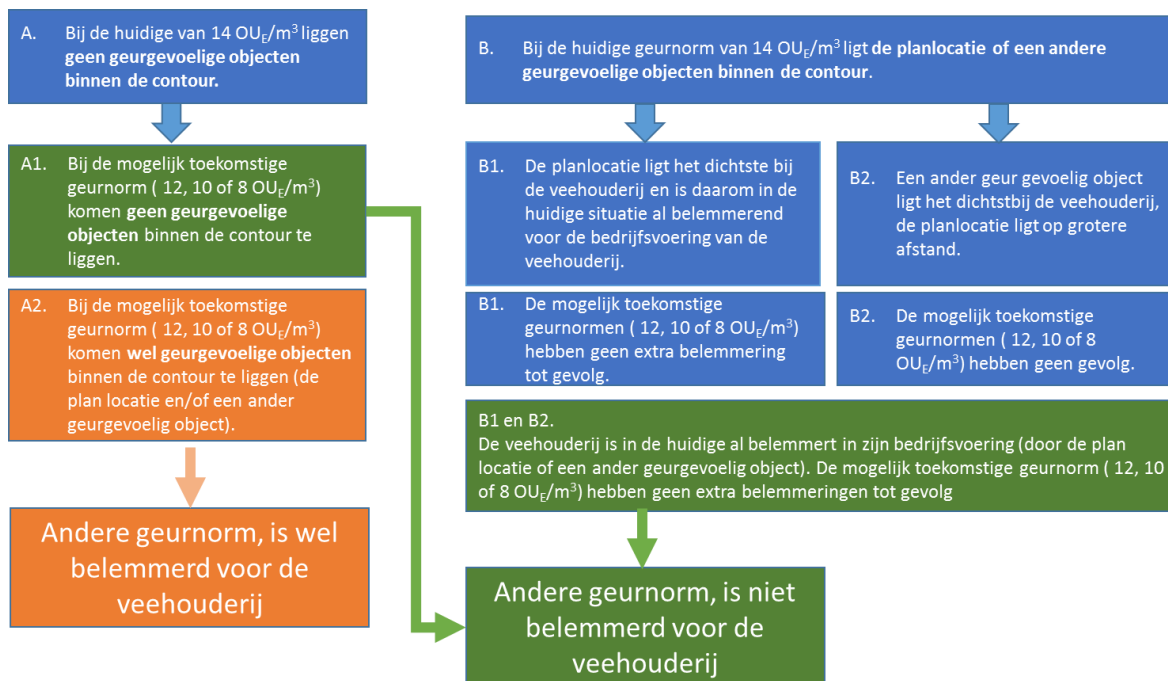 A. Bij de huidige van 14 OU_E/m³ liggen
geen geurgevoelige objecten
binnen de contour.
A1. Bij de mogelijk toekomstige
geurnorm ( 12, 10 of 8 OU_E/m³)
komen geen geurgevoelige
objecten binnen de contour te
liggen.
A2. Bij de mogelijk toekomstige
geurnorm ( 12, 10 of 8 OU_E/m³)
komen wel geurgevoelige objecten
binnen de contour te liggen (de
plan locatie en/of een ander
geurgevoelig object).
Andere geurnorm, is wel
belemmerd voor de
veehouderij
B. Bij de huidige geurnorm van 14 OU_E/m³ ligt de planlocatie of een andere
geurgevoelige objecten binnen de contour.
B1. De planlocatie ligt het dichtste bij
de veehouderij en is daarom in de
huidige situatie al belemmerend
voor de bedrijfsvoering van de
veehouderij.
B2. Een ander geur gevoelig object
ligt het dichtstbij de veehouderij,
de planlocatie ligt op grotere
afstand.
B1. De mogelijk toekomstige
geurnormen ( 12, 10 of 8 OU_E/m³)
hebben geen extra belemmering
tot gevolg.
B2. De mogelijk toekomstige
geurnormen ( 12, 10 of 8
OU_E/m³) hebben geen gevolg.
B1 en B2.
De veehouderij is in de huidige al belemmert in zijn bedrijfsvoering (door de plan
locatie of een ander geurgevoelig object). De mogelijk toekomstige geurnorm ( 12, 10
of 8 OU_E/m³) hebben geen extra belemmeringen tot gevolg
Andere geurnorm, is niet
belemmerd voor de
veehouderij